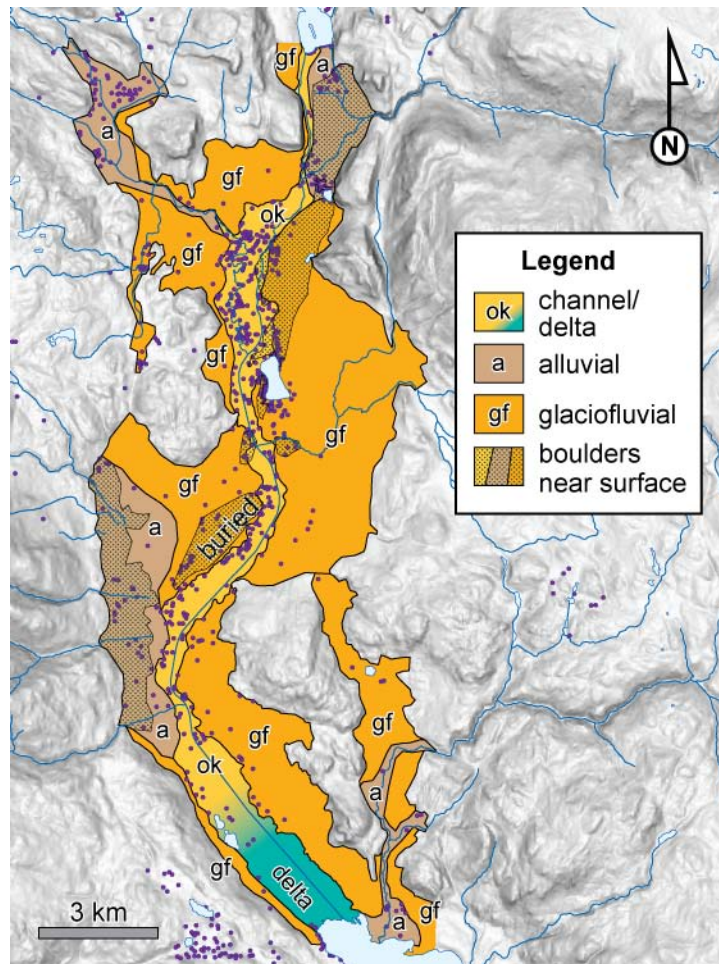 gf
a
N
a
gf
ok
gf
gf
gf
gf
buried
a
gf
gf
a
ok
a
gf
delta
gf
a
3 km
Legend
ok channel/
delta
a alluvial
gf glaciofluvial
boulders
near surface